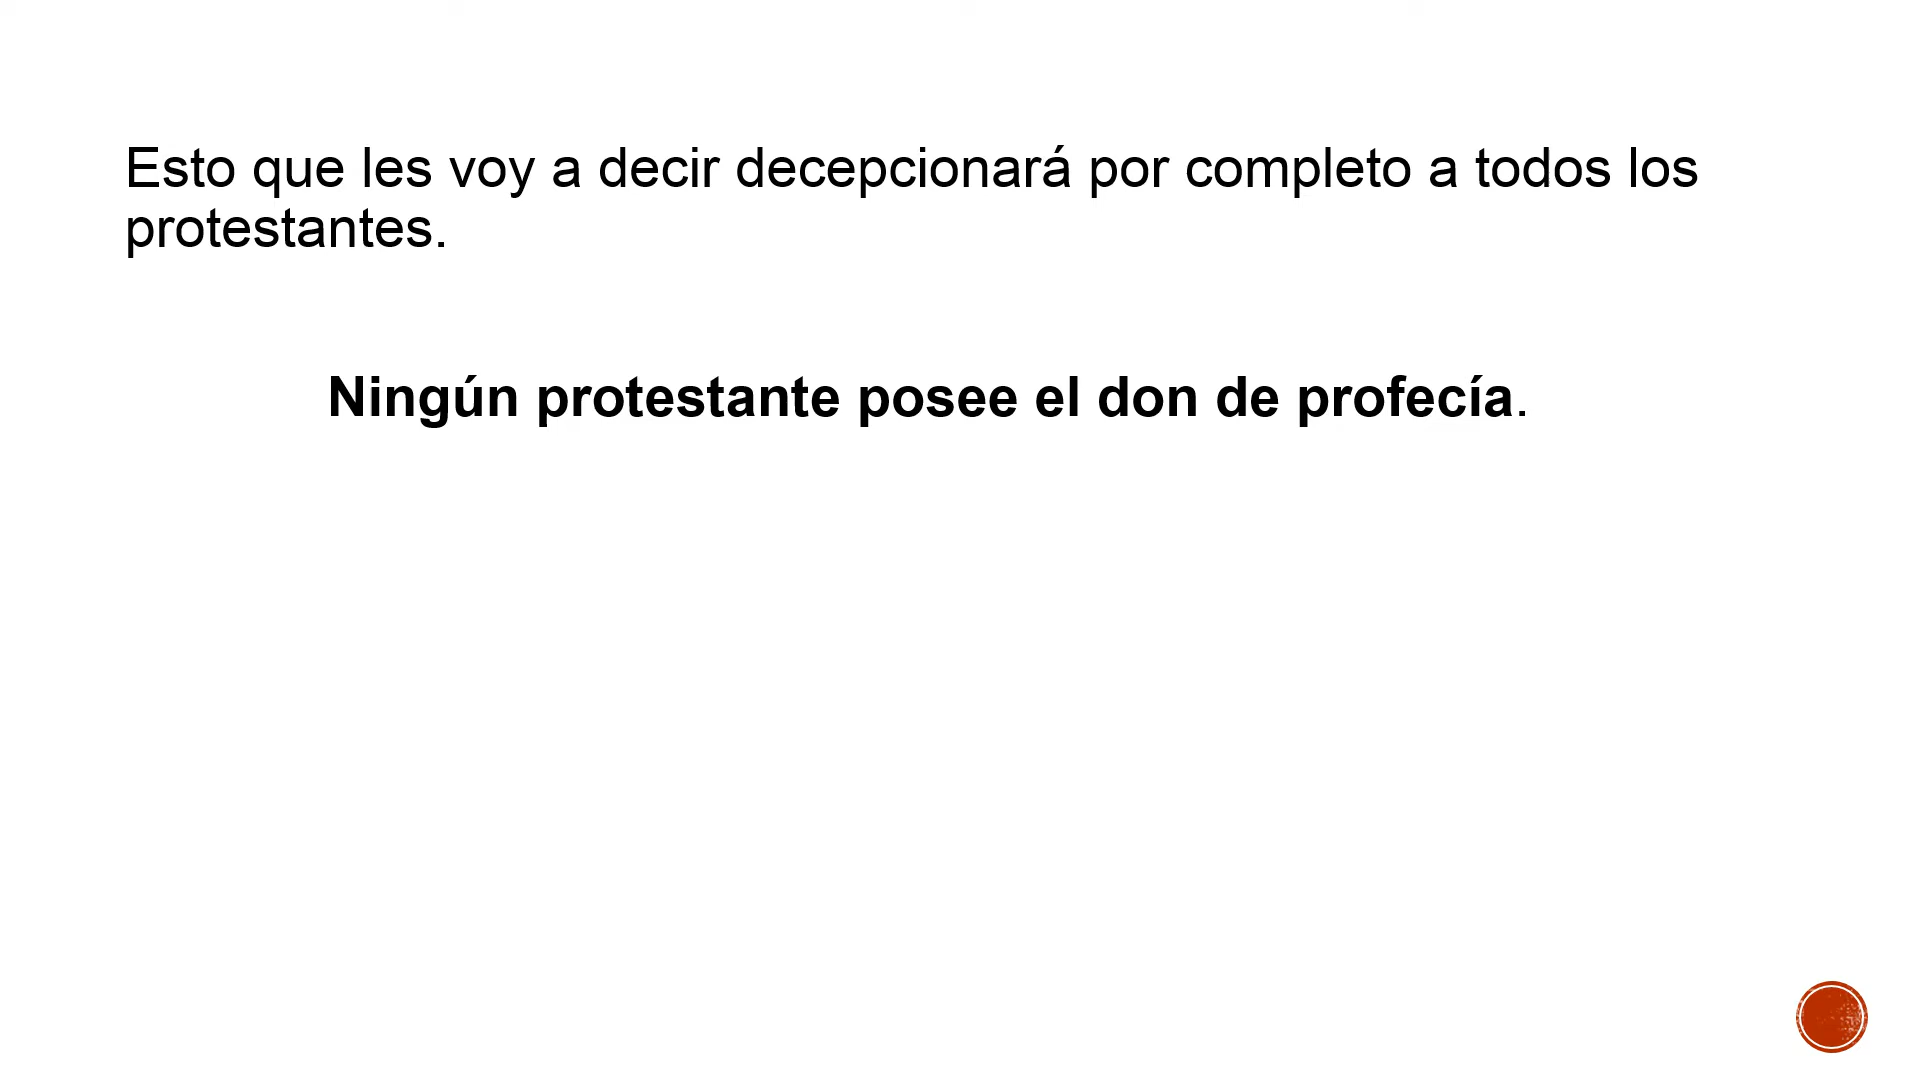 Esto que les voy a decir decepcionará por completo a todos los
protestantes.
Ningún protestante posee el don de profecía.